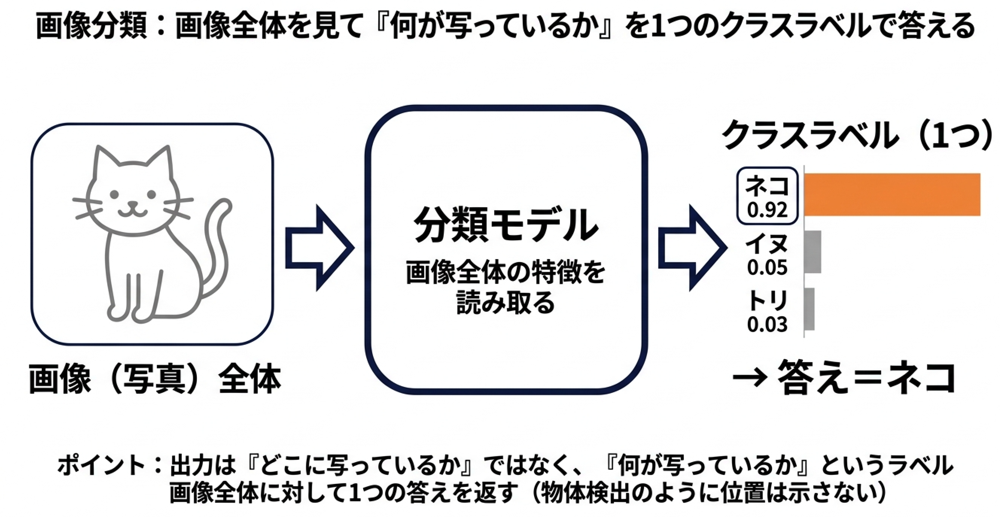 画像分類：画像全体を見て『何が写っているか』を1つのクラスラベルで答える
画像（写真）全体
分類モデル
画像全体の特徴を
読み取る
クラスラベル（1つ）
ネコ
0.92
イヌ
0.05
トリ
0.03
→ 答え＝ネコ
ポイント：出力は『どこに写っているか』ではなく、『何が写っているか』というラベル
画像全体に対して1つの答えを返す（物体検出のように位置は示さない）